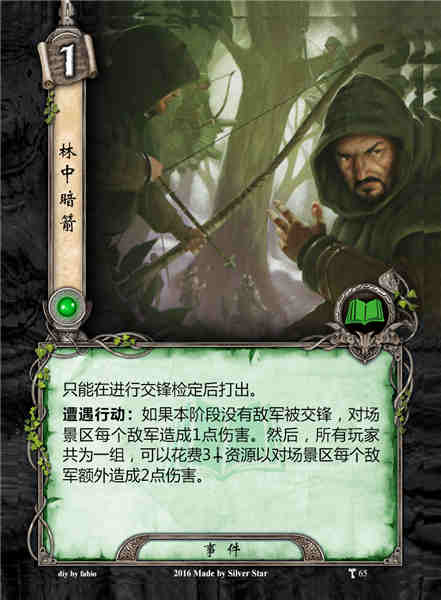 1
林中暗箭
只能在进行交锋检定后打出。
遭遇行动：如果本阶段没有敌军被交锋，对场
景区每个敌军造成1点伤害。然后，所有玩家
共为一组，可以花费3资源以对场景区每个敌
军额外造成2点伤害。
事件
diy by fabio 2016 Made by Silver Star 65